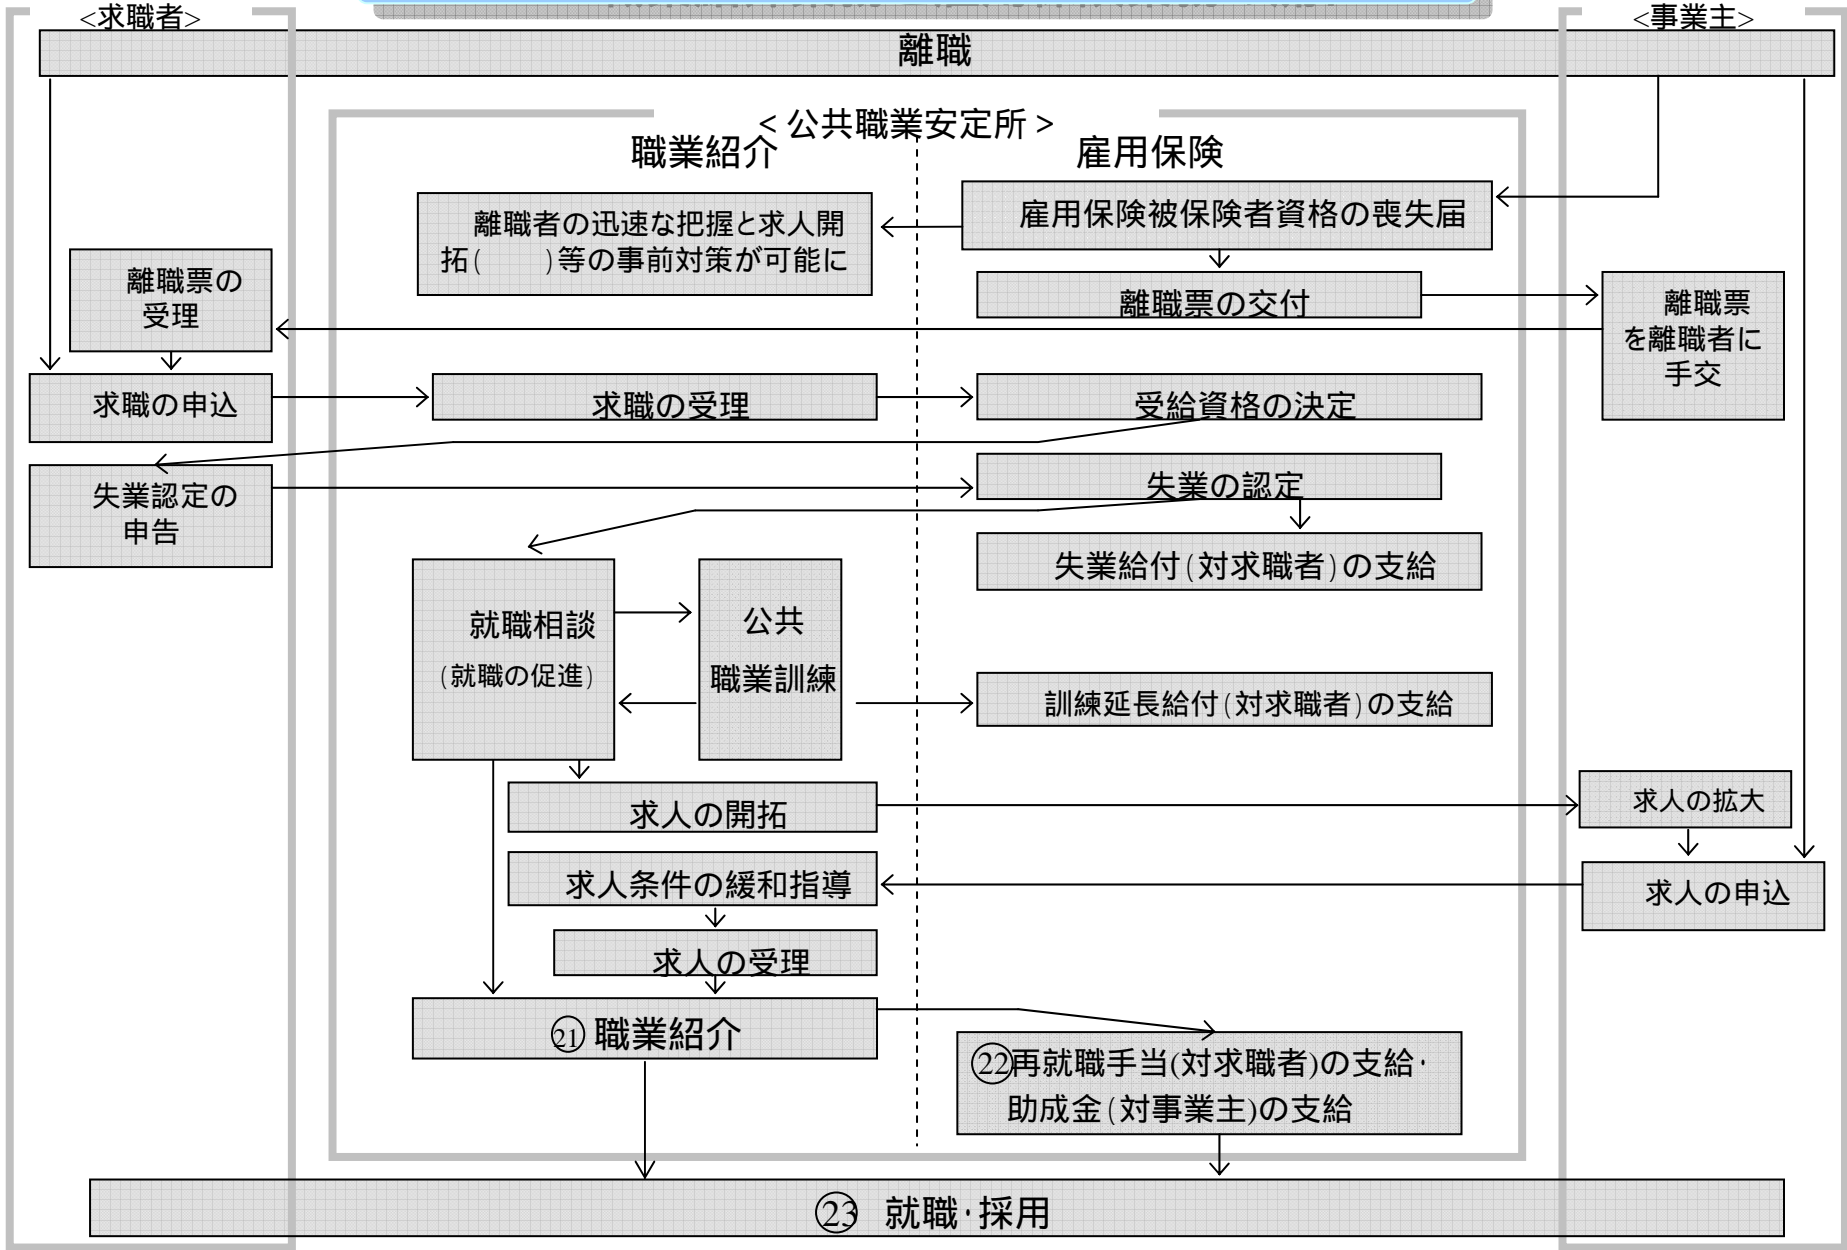 <求職者>
<事業主>
離職
<公共職業安定所>
職業紹介
雇用保険
雇用保険被保険者資格の喪失届
離職者の迅速な把握と求人開
拓(　　)等の事前対策が可能に
離職票の
受理
離職票の交付
離職票
を離職者に
手交
求職の申込
求職の受理
受給資格の決定
失業認定の
申告
失業の認定
失業給付(対求職者)の支給
就職相談
(就職の促進)
公共
職業訓練
訓練延長給付(対求職者)の支給
求人の開拓
求人の拡大
求人条件の緩和指導
求人の申込
求人の受理
㉑職業紹介
㉒再就職手当(対求職者)の支給・
助成金(対事業主)の支給
㉓ 就職・採用